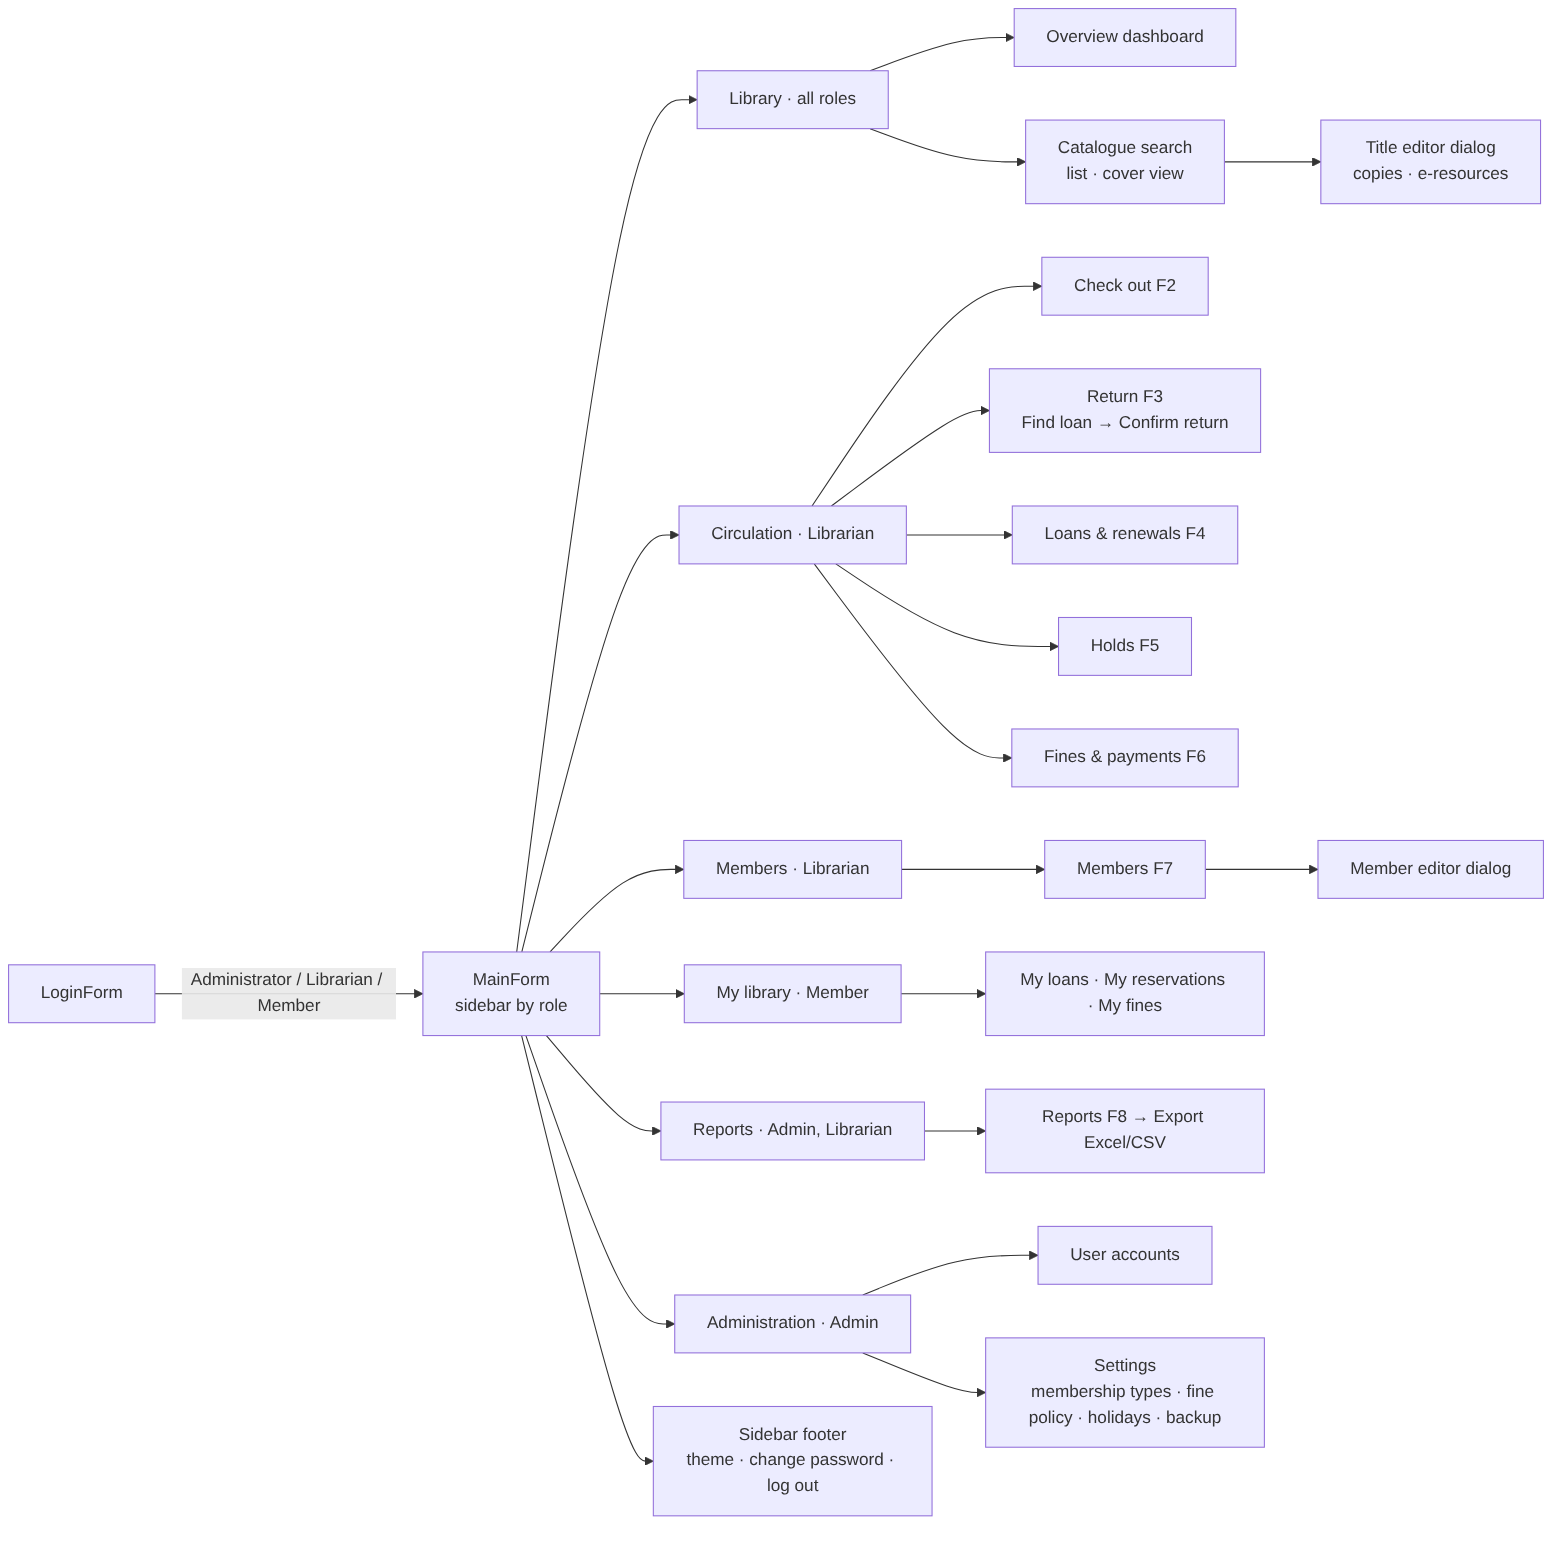 LoginForm
Administrator / Librarian /
Member
MainForm
sidebar by role
Library · all roles
Circulation · Librarian
Members · Librarian
My library · Member
Reports · Admin, Librarian
Administration · Admin
Sidebar footer
theme · change password ·
log out
Overview dashboard
Catalogue search
list · cover view
Check out F2
Return F3
Find loan → Confirm return
Loans & renewals F4
Holds F5
Fines & payments F6
Members F7
My loans · My reservations
· My fines
Reports F8 → Export
Excel/CSV
User accounts
Settings
membership types · fine
policy · holidays · backup
Title editor dialog
copies · e-resources
Member editor dialog